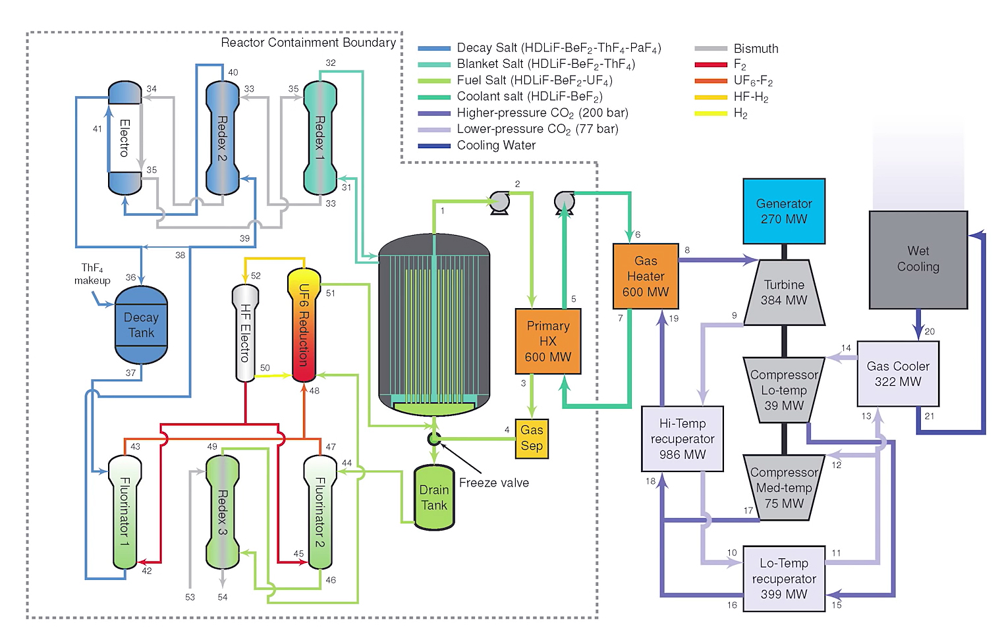 Reactor Containment Boundary
Decay Salt (HDLiF-BeF₂-ThF₄-PaF₄)
Blanket Salt (HDLiF-BeF₂-ThF₄)
Fuel Salt (HDLiF-BeF₂-UF₄)
Coolant salt (HDLiF-BeF₂)
Higher-pressure CO₂ (200 bar)
Lower-pressure CO₂ (77 bar)
Cooling Water
Bismuth
F₂
UF₆-F₂
HF-H₂
H₂
32
40
34
33
35
41
Electro
Redex 2
Redex 1
35
31
33
2
1
39
38
36
ThF₄
makeup
Decay
Tank
37
52
51
HF Electro
UF6 Reduction
50
48
6
Gas
Heater
600 MW
8
5
7
19
Primary
HX
600 MW
3
4
Gas
Sep
Freeze valve
Drain
Tank
43
49
47
44
Fluorinator 1
Redex 3
Fluorinator 2
42
45
46
53
54
Generator
270 MW
Turbine
384 MW
9
Wet
Cooling
20
14
Compressor
Lo-temp
39 MW
Gas Cooler
322 MW
13
21
Hi-Temp
recuperator
986 MW
12
18
Compressor
Med-temp
75 MW
17
10
11
Lo-Temp
recuperator
399 MW
16
15